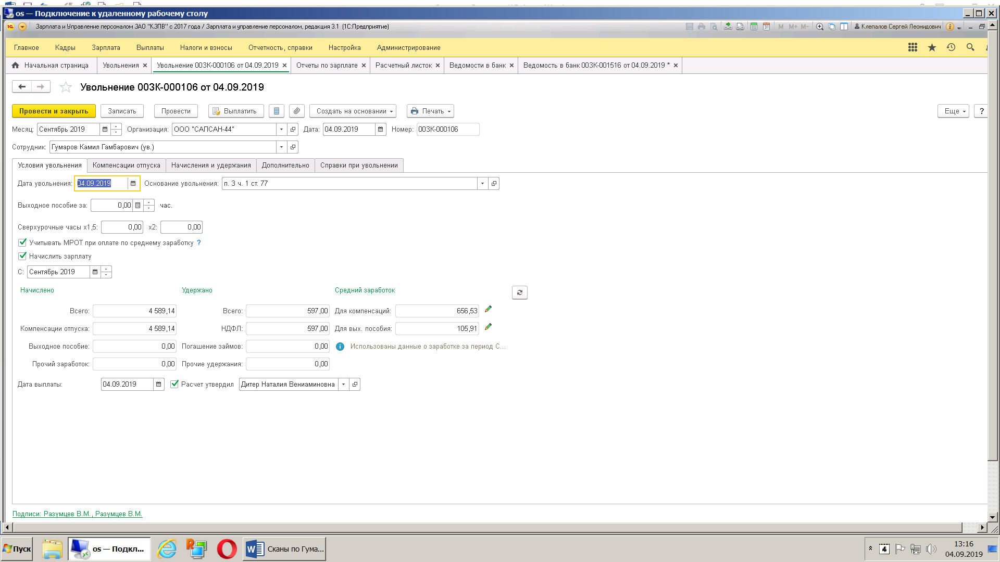 os — Подключение к удаленному рабочему столу
Зарплата и Управление персоналом ЗАО "КЗПВ" с 2017 года / Зарплата и управление персоналом, редакция 3.1 (1С:Предприятие)
M M+ M- Клепалов Сергей Леонидович
Главное Кадры Зарплата Выплаты Налоги и взносы Отчетность, справки Настройка Администрирование
Начальная страница Увольнения × Увольнение 00ЗК-000106 от 04.09.2019 × Отчеты по зарплате × Расчетный листок × Ведомости в банк × Ведомость в банк 00ЗК-001516 от 04.09.2019 * ×
Увольнение 00ЗК-000106 от 04.09.2019
Провести и закрыть Записать Провести Выплатить Создать на основании Печать Еще ?
Месяц: Сентябрь 2019 Организация: ООО "САПСАН-44" Дата: 04.09.2019 Номер: 00ЗК-000106
Сотрудник: Гумаров Камил Гамбарович (ув.)
Условия увольнения Компенсации отпуска Начисления и удержания Дополнительно Справки при увольнении
Дата увольнения: 04.09.2019 Основание увольнения: п. 3 ч. 1 ст. 77
Выходное пособие за: 0,00 час.
Сверхурочные часы x1,5: 0,00 x2: 0,00
Учитывать МРОТ при оплате по среднему заработку ?
Начислить зарплату
С: Сентябрь 2019
Начислено Удержано Средний заработок
Всего: 4 589,14 Всего: 597,00 Для компенсаций: 656,53
Компенсации отпуска: 4 589,14 НДФЛ: 597,00 Для вых. пособия: 105,91
Выходное пособие: 0,00 Погашение займов: 0,00 Использованы данные о заработке за период С...
Прочий заработок: 0,00 Прочие удержания: 0,00
Дата выплаты: 04.09.2019 Расчет утвердил Дитер Наталия Вениаминовна
Подписи: Разумцев В.М., Разумцев В.М.
Пуск os — Подкл... Сканы по Гума... 4 13:16
04.09.2019